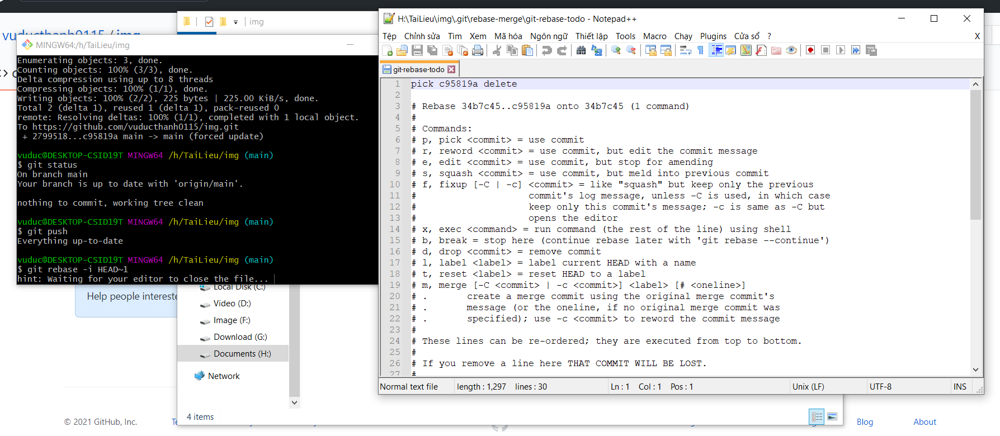 vuducthanh0115 / img
img
MINGW64:/h/TaiLieu/img
Enumerating objects: 3, done.
Counting objects: 100% (3/3), done.
Delta compression using up to 8 threads
Compressing objects: 100% (1/1), done.
Writing objects: 100% (2/2), 225 bytes | 225.00 KiB/s, done.
Total 2 (delta 1), reused 1 (delta 1), pack-reused 0
remote: Resolving deltas: 100% (1/1), completed with 1 local object.
To https://github.com/vuducthanh0115/img.git
+ 2799518...c95819a main -> main (forced update)
vuduc@DESKTOP-CSID19T MINGW64 /h/TaiLieu/img (main)
$ git status
On branch main
Your branch is up to date with 'origin/main'.
nothing to commit, working tree clean
vuduc@DESKTOP-CSID19T MINGW64 /h/TaiLieu/img (main)
$ git push
Everything up-to-date
vuduc@DESKTOP-CSID19T MINGW64 /h/TaiLieu/img (main)
$ git rebase -i HEAD~1
hint: Waiting for your editor to close the file...
Help people intereste
Local Disk (C:)
Video (D:)
Image (F:)
Download (G:)
Documents (H:)
Network
4 items
© 2021 GitHub, Inc.
Blog
About
H:\TaiLieu\img\.git\rebase-merge\git-rebase-todo - Notepad++
Tệp Chỉnh sửa Tìm Xem Mã hóa Ngôn ngữ Thiết lập Tools Macro Chạy Plugins Cửa sổ ? X
git-rebase-todo
1 pick c95819a delete
2
3 # Rebase 34b7c45..c95819a onto 34b7c45 (1 command)
4 #
5 # Commands:
6 # p, pick <commit> = use commit
7 # r, reword <commit> = use commit, but edit the commit message
8 # e, edit <commit> = use commit, but stop for amending
9 # s, squash <commit> = use commit, but meld into previous commit
10 # f, fixup [-C | -c] <commit> = like "squash" but keep only the previous
11 # commit's log message, unless -C is used, in which case
12 # keep only this commit's message; -c is same as -C but
13 # opens the editor
14 # x, exec <command> = run command (the rest of the line) using shell
15 # b, break = stop here (continue rebase later with 'git rebase --continue')
16 # d, drop <commit> = remove commit
17 # l, label <label> = label current HEAD with a name
18 # t, reset <label> = reset HEAD to a label
19 # m, merge [-C <commit> | -c <commit>] <label> [# <oneline>]
20 # . create a merge commit using the original merge commit's
21 # . message (or the oneline, if no original merge commit was
22 # . specified); use -c <commit> to reword the commit message
23 #
24 # These lines can be re-ordered; they are executed from top to bottom.
25 #
26 # If you remove a line here THAT COMMIT WILL BE LOST.
27 #
Normal text file length : 1,297 lines : 30 Ln : 1 Col : 1 Pos : 1 Unix (LF) UTF-8 INS